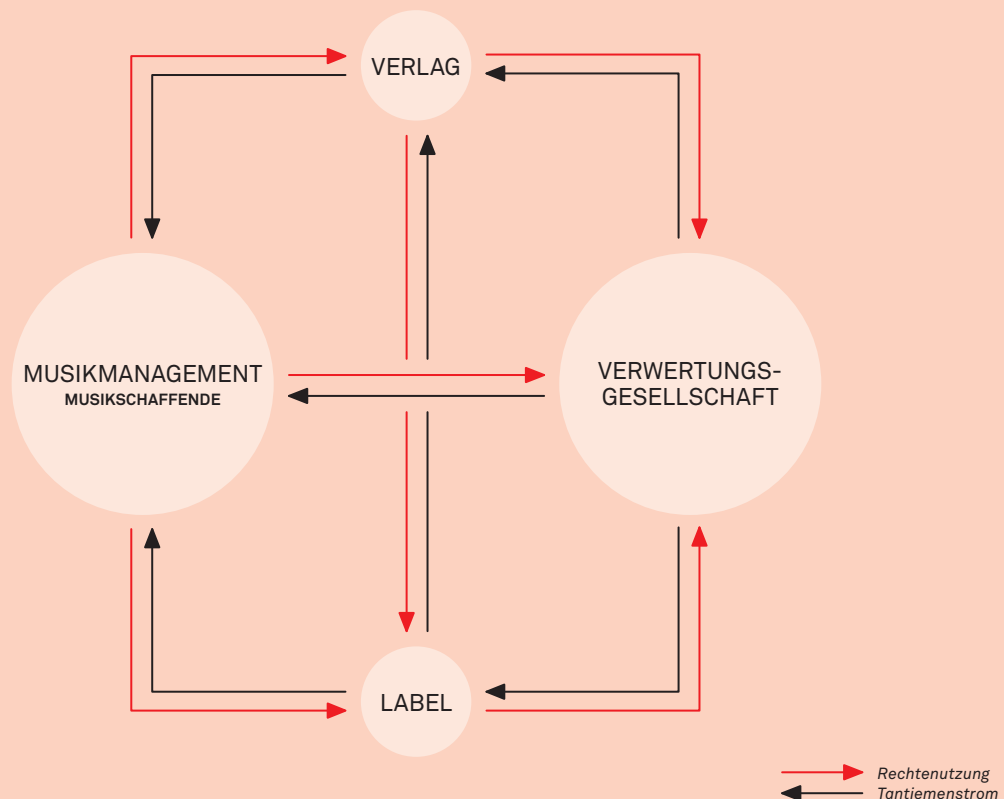 VERLAG
MUSIKMANAGEMENT
MUSIKSCHAFFENDE
VERWERTUNGS-
GESELLSCHAFT
LABEL
Rechtenutzung
Tantiemenstrom